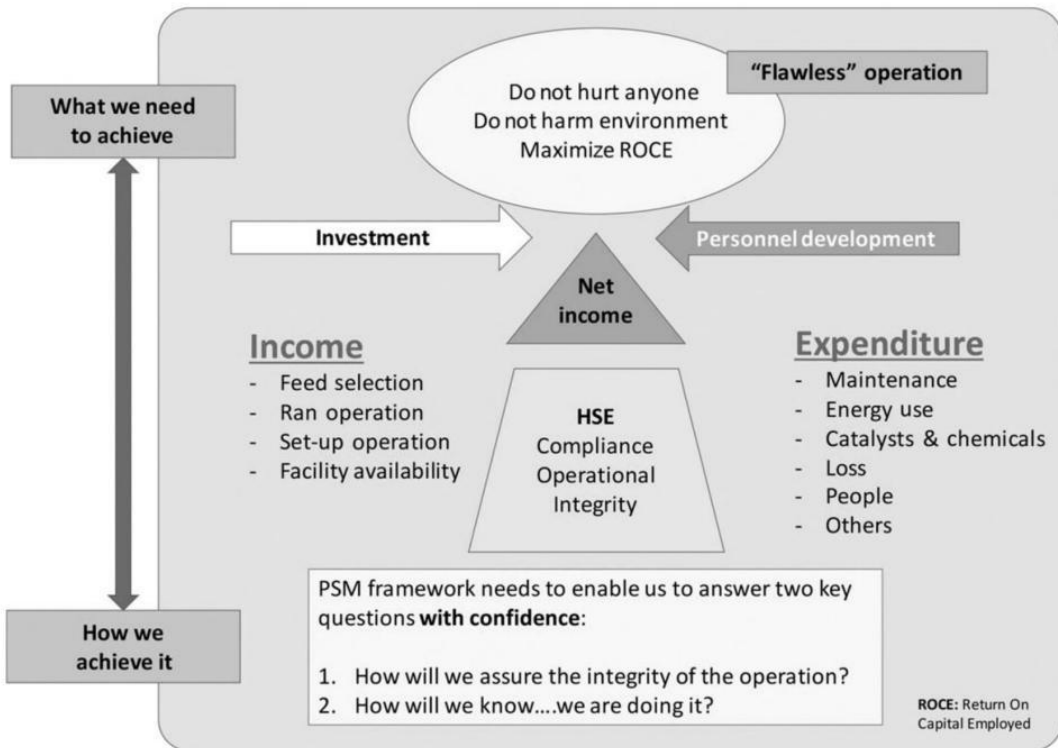 "Flawless" operation
What we need
to achieve
Do not hurt anyone
Do not harm environment
Maximize ROCE
Investment
Personnel development
Net
income
Income
- Feed selection
- Ran operation
- Set-up operation
- Facility availability
HSE
Compliance
Operational
Integrity
Expenditure
- Maintenance
- Energy use
- Catalysts & chemicals
- Loss
- People
- Others
How we
achieve it
PSM framework needs to enable us to answer two key
questions with confidence:
1. How will we assure the integrity of the operation?
2. How will we know....we are doing it?
ROCE: Return On
Capital Employed